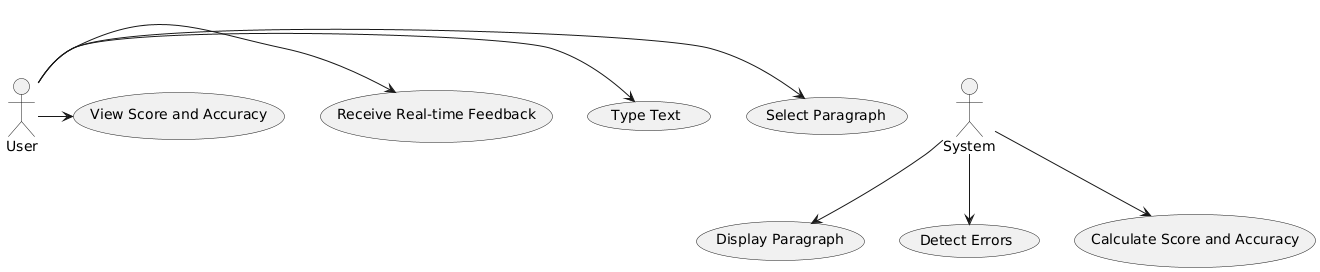 View Score and Accuracy
Receive Real-time Feedback
Type Text
Select Paragraph
User
System
Display Paragraph
Detect Errors
Calculate Score and Accuracy